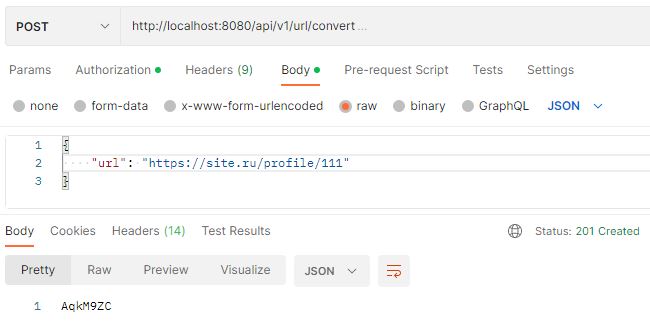 POST http://localhost:8080/api/v1/url/convert...
Params Authorization Headers (9) Body Pre-request Script Tests Settings
none form-data x-www-form-urlencoded raw binary GraphQL JSON
1 {
2 "url": "https://site.ru/profile/111"
3 }
Body Cookies Headers (14) Test Results Status: 201 Created
Pretty Raw Preview Visualize JSON
1 AqkM9ZC